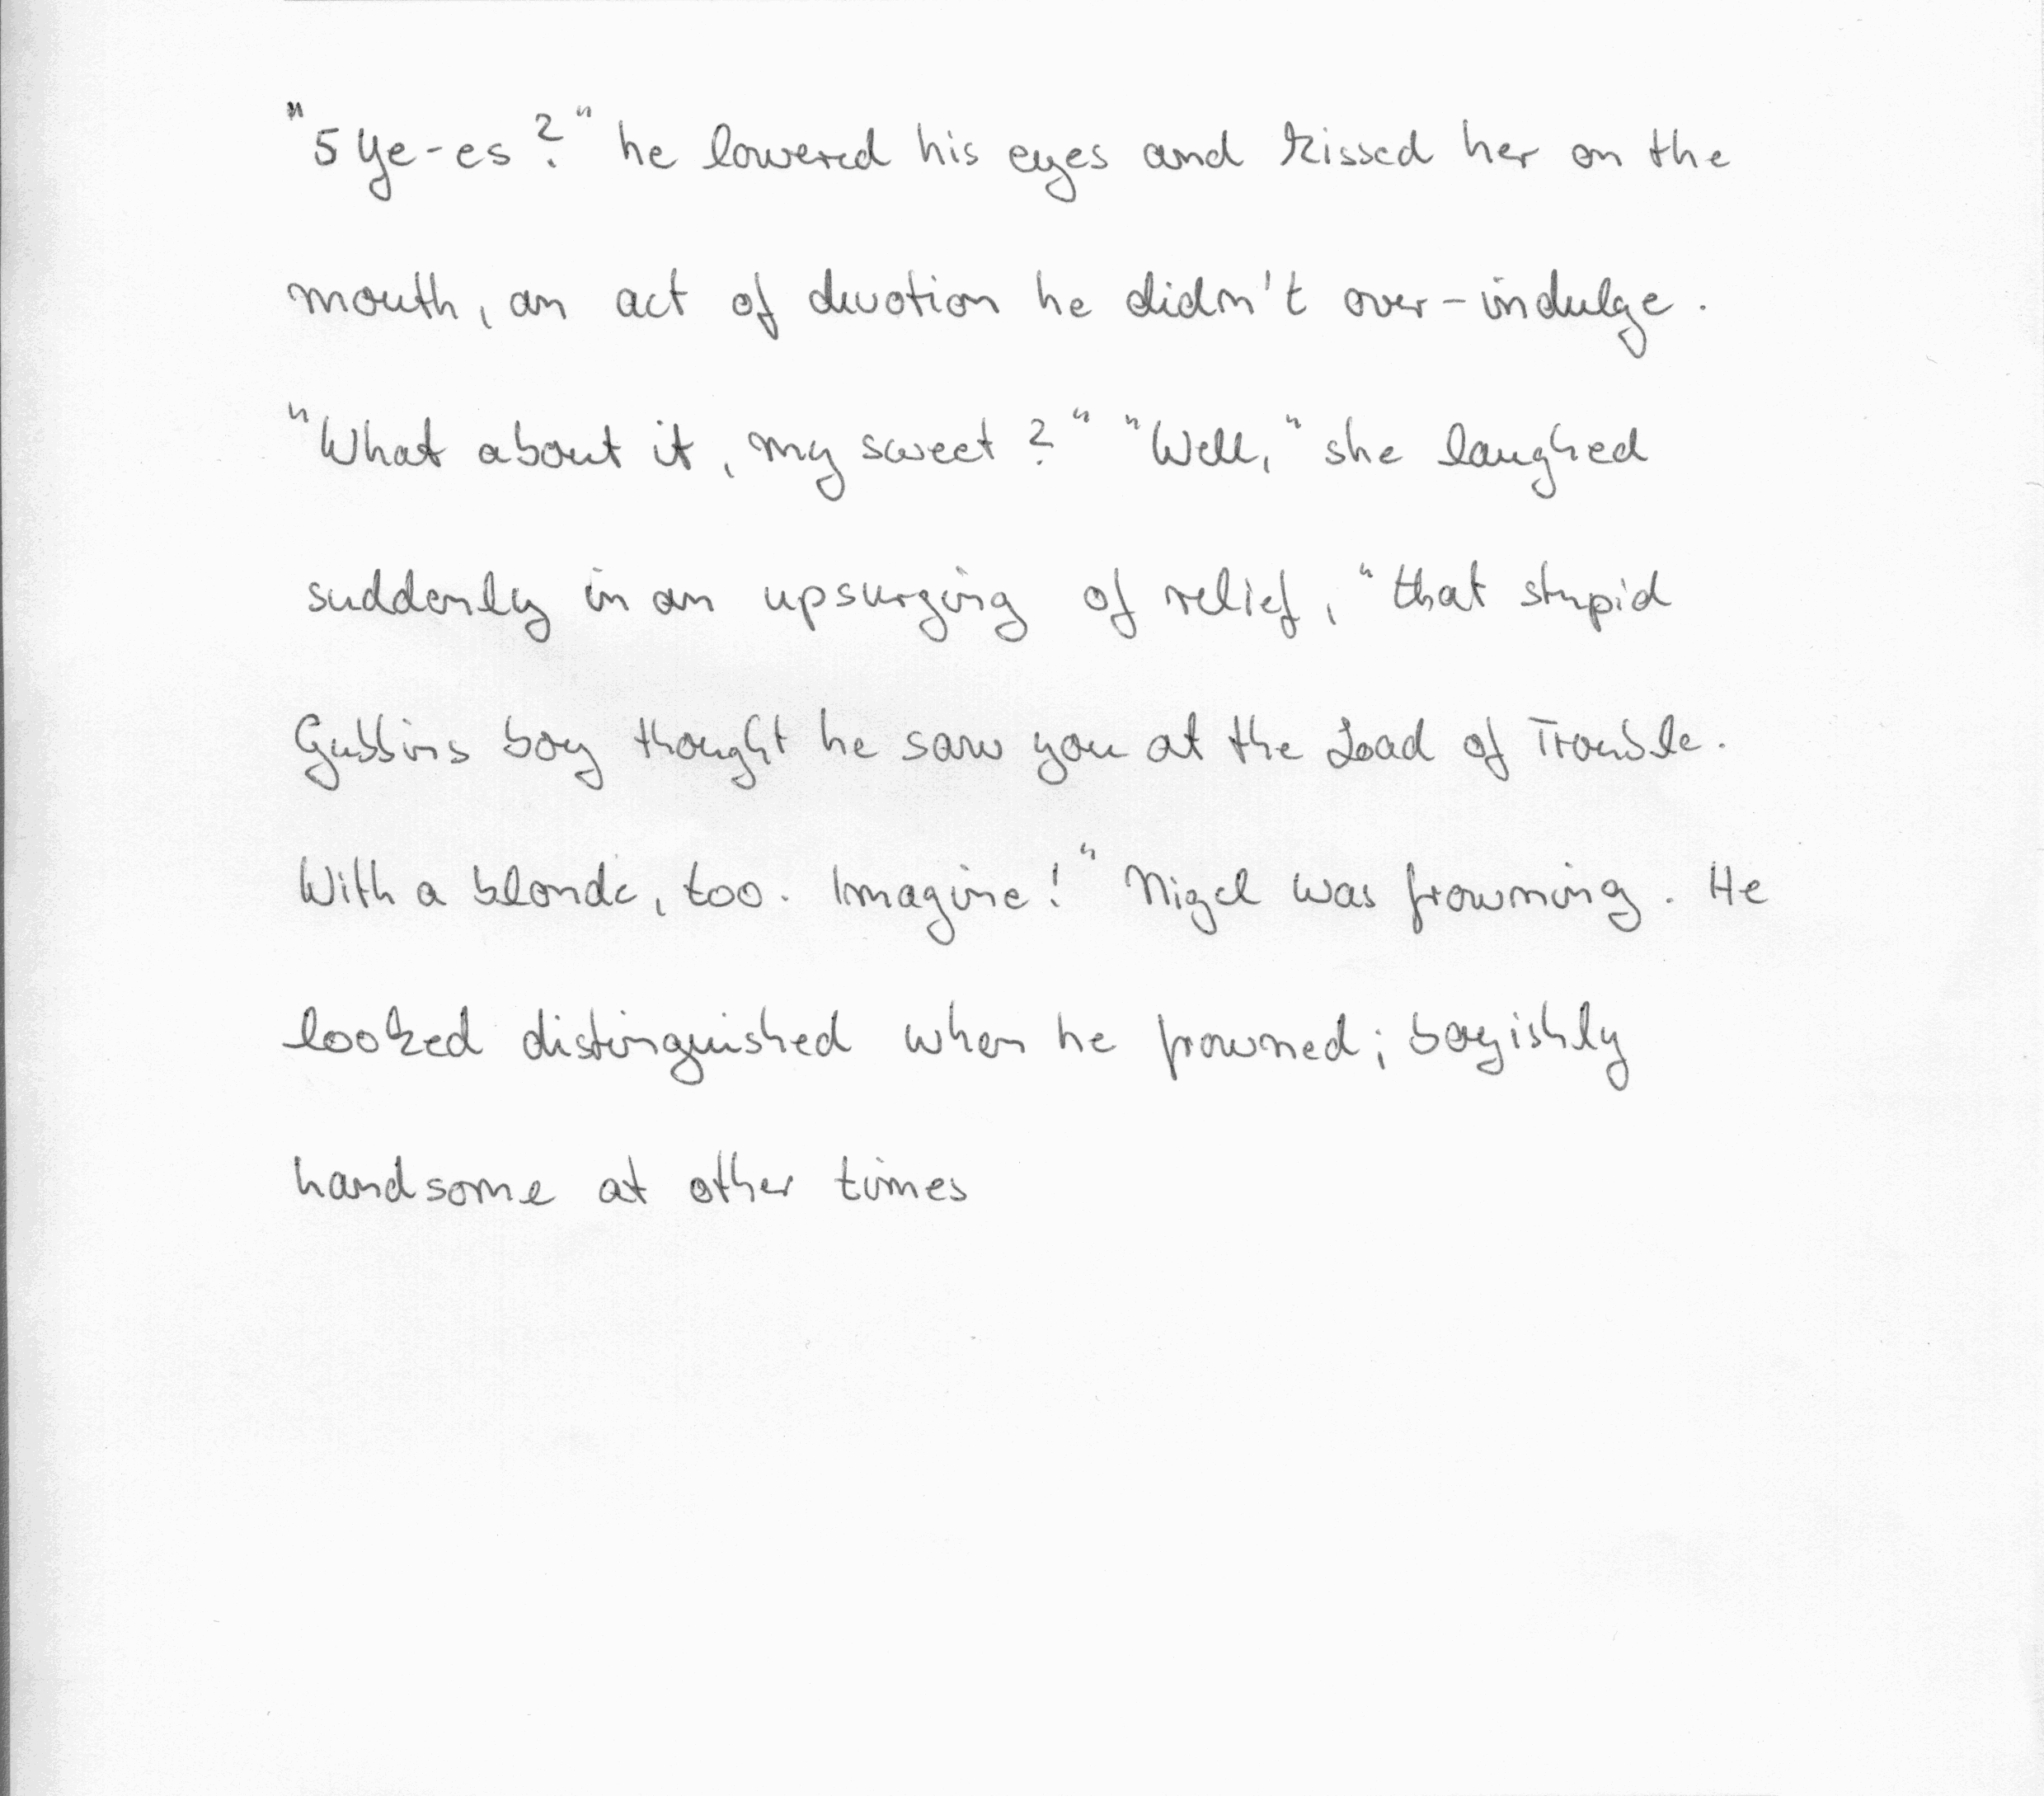 "5 Ye-es?" he lowered his eyes and kissed her on the
mouth, an act of devotion he didn't over-indulge.
"What about it, my sweet?" "Well," she laughed
suddenly in an upsurging of relief, "that stupid
Gubbins boy thought he saw you at the Load of Trouble.
With a blonde, too. Imagine!" Nigel was frowning. He
looked distinguished when he frowned; boyishly
handsome at other times